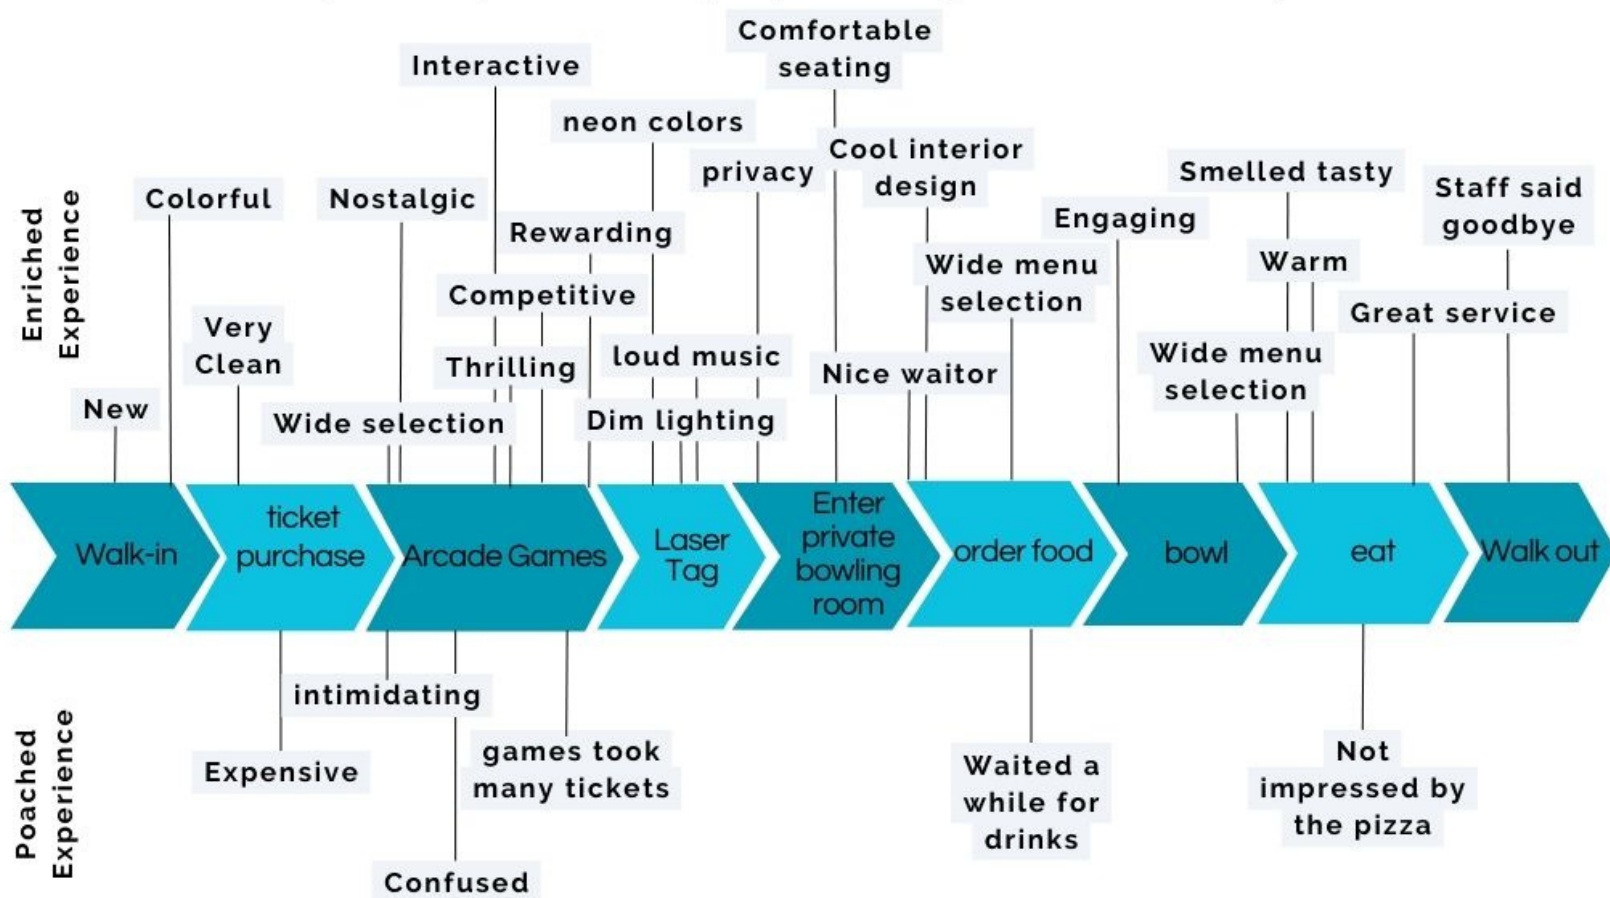 Comfortable
seating
Interactive
neon colors
Cool interior
design
privacy
Smelled tasty
Staff said
goodbye
Colorful
Nostalgic
Engaging
Rewarding
Wide menu
selection
Warm
Competitive
Great service
Very
Clean
Thrilling
loud music
Nice waitor
Wide menu
selection
New
Wide selection
Dim lighting
Enriched
Experience
Walk-in
ticket
purchase
Arcade Games
Laser
Tag
Enter
private
bowling
room
order food
bowl
eat
Walk out
Poached
Experience
intimidating
Expensive
games took
many tickets
Waited a
while for
drinks
Not
impressed by
the pizza
Confused